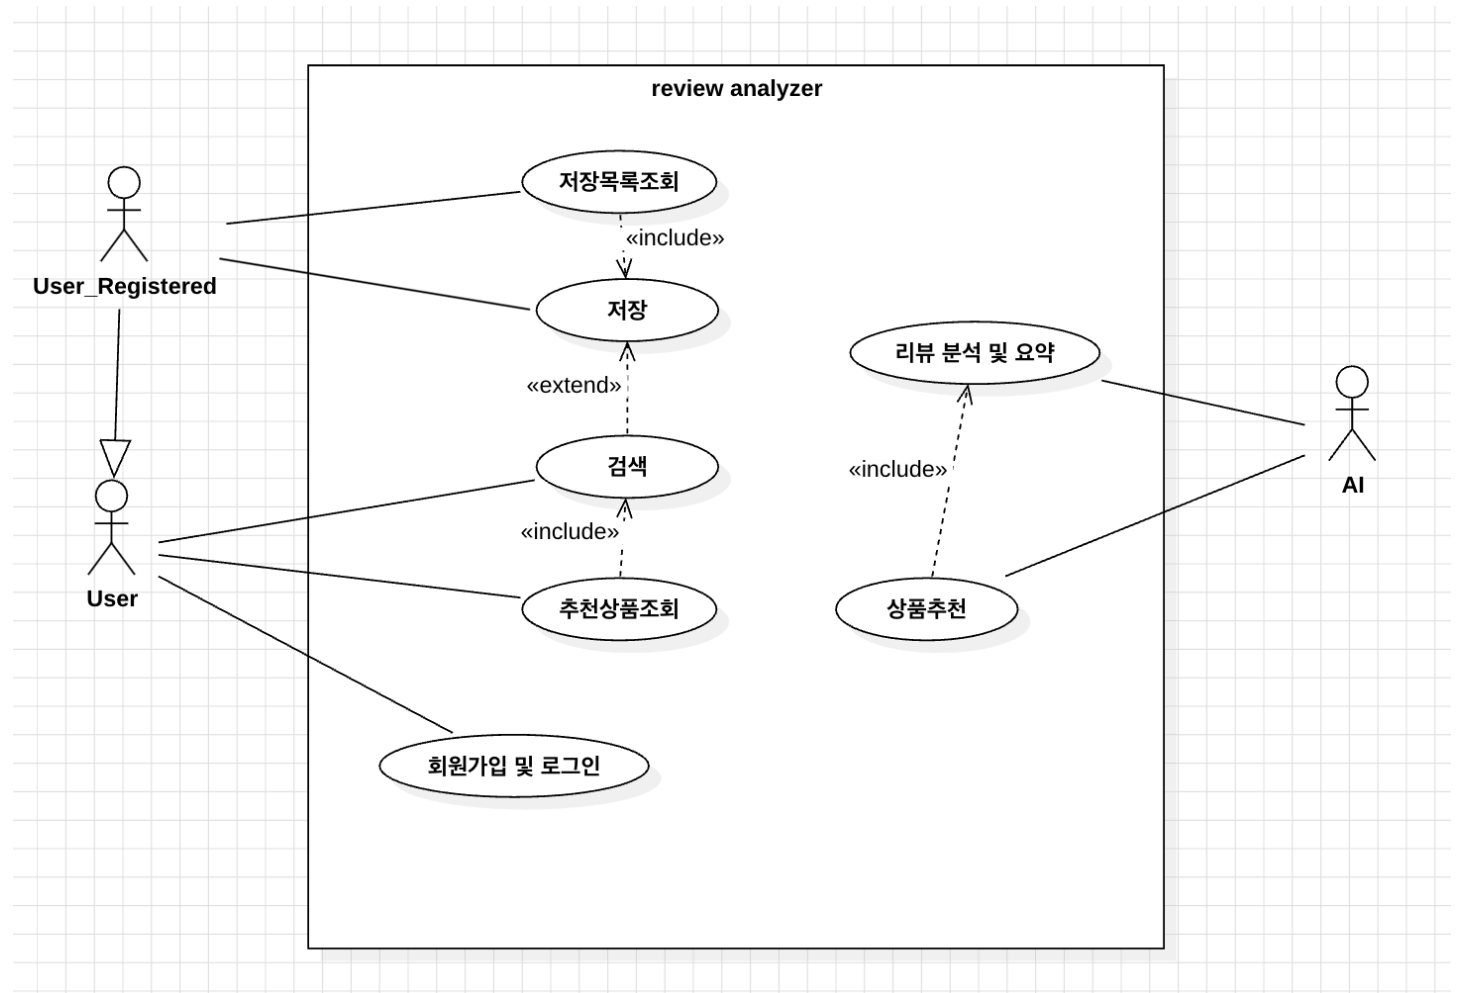 review analyzer
저장목록조회
«include»
User_Registered
저장
리뷰 분석 및 요약
«extend»
검색
«include»
AI
«include»
User
추천상품조회
상품추천
회원가입 및 로그인